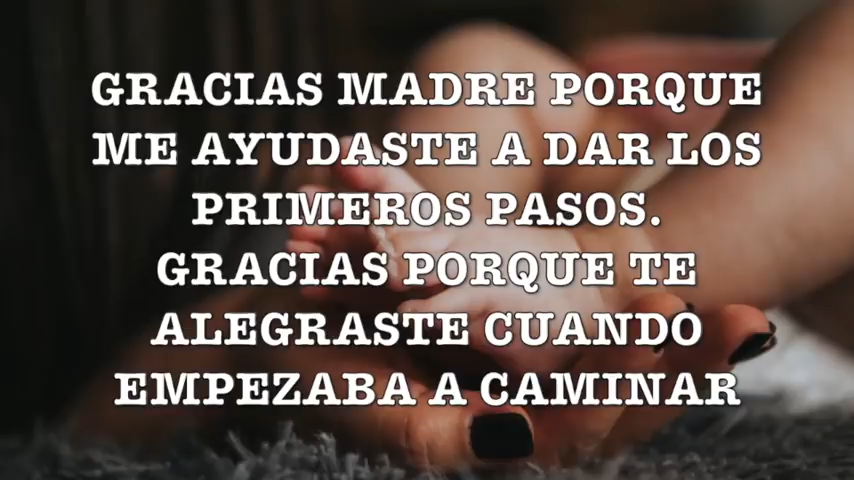 GRACIAS MADRE PORQUE
ME AYUDASTE A DAR LOS
PRIMEROS PASOS.
GRACIAS PORQUE TE
ALEGRASTE CUANDO
EMPEZABA A CAMINAR